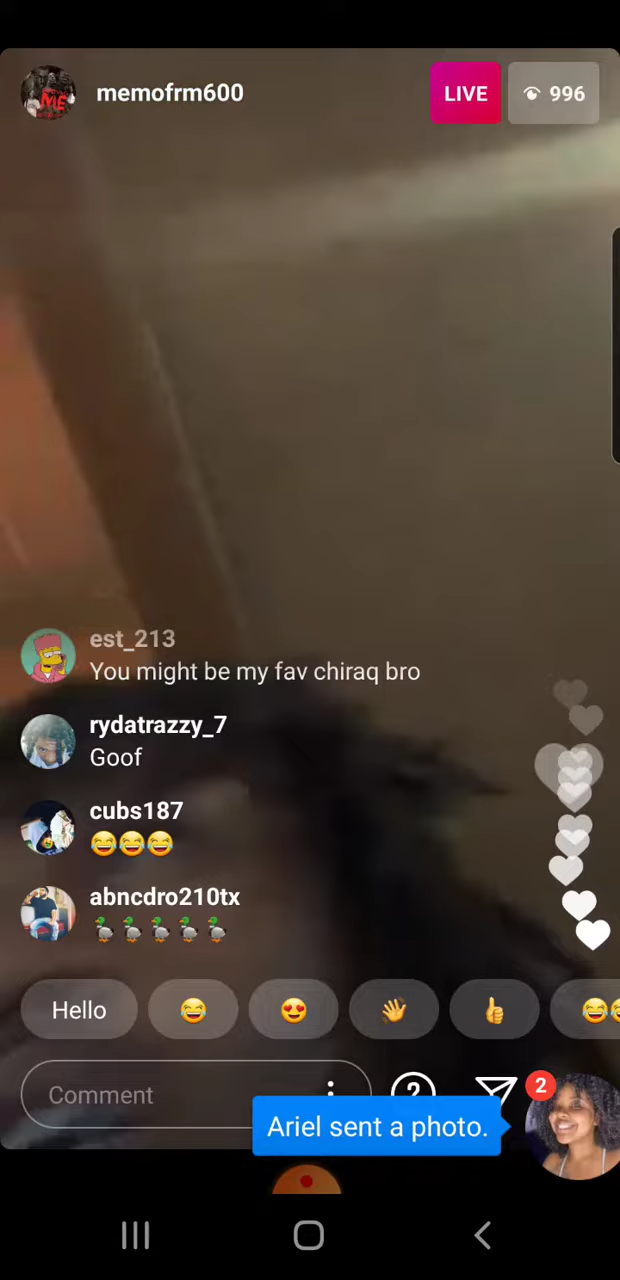 memofrm600
LIVE
996
est_213
You might be my fav chiraq bro
rydatrazzy_7
Goof
cubs187
😂😂😂
abncdro210tx
🦆🦆🦆🦆🦆
Hello
😂
😍
👋
👍
😂😂
Comment
?
2
Ariel sent a photo.